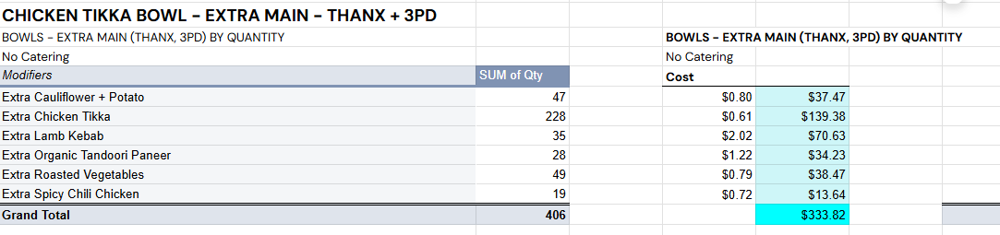 CHICKEN TIKKA BOWL - EXTRA MAIN - THANX + 3PD
BOWLS - EXTRA MAIN (THANX, 3PD) BY QUANTITY BOWLS - EXTRA MAIN (THANX, 3PD) BY QUANTITY
No Catering No Catering
Modifiers SUM of Qty Cost
Extra Cauliflower + Potato 47 $0.80 $37.47
Extra Chicken Tikka 228 $0.61 $139.38
Extra Lamb Kebab 35 $2.02 $70.63
Extra Organic Tandoori Paneer 28 $1.22 $34.23
Extra Roasted Vegetables 49 $0.79 $38.47
Extra Spicy Chili Chicken 19 $0.72 $13.64
Grand Total 406 $333.82